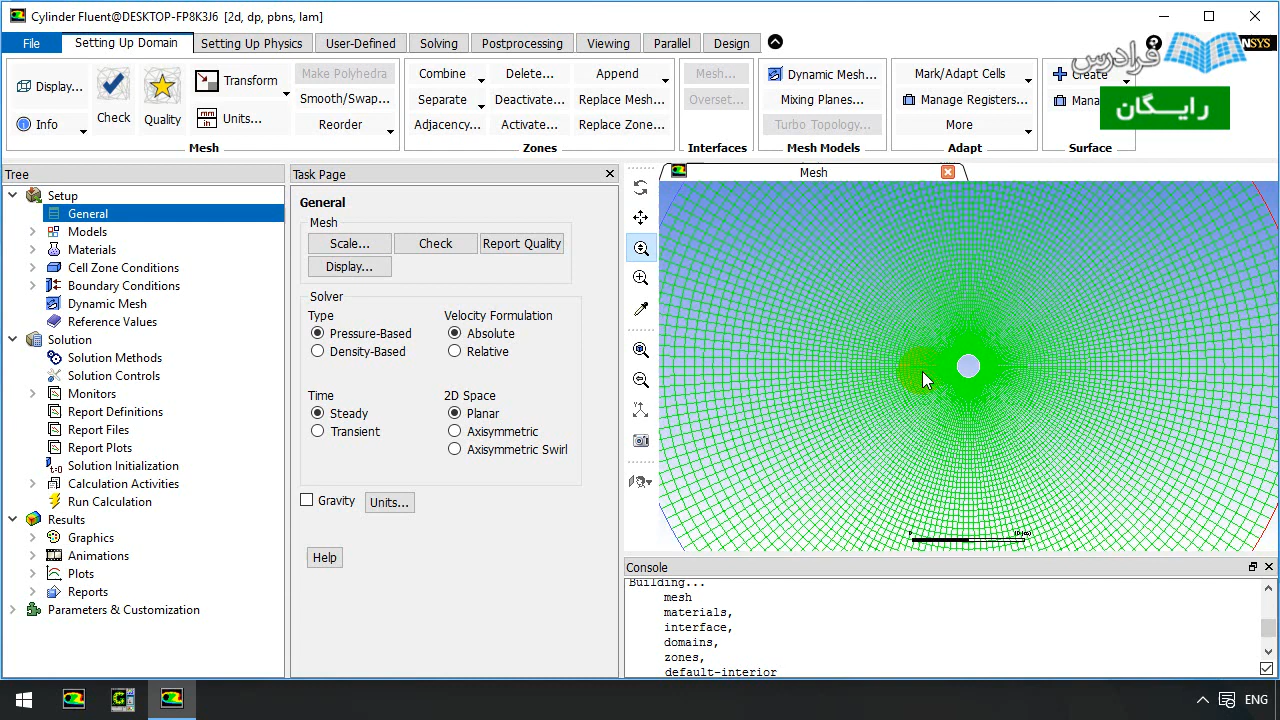 Cylinder Fluent@DESKTOP-FP8K3J6 [2d, dp, pbns, lam]
File
Setting Up Domain
Setting Up Physics
User-Defined
Solving
Postprocessing
Viewing
Parallel
Design
NSYS
فرادرس
رایگان
Display...
Info
Check
Quality
Transform
Units...
Make Polyhedra
Smooth/Swap...
Reorder
Mesh
Combine
Delete...
Append
Separate
Deactivate...
Replace Mesh...
Adjacency...
Activate...
Replace Zone...
Zones
Mesh...
Overset...
Interfaces
Dynamic Mesh...
Mixing Planes...
Turbo Topology...
Mesh Models
Mark/Adapt Cells
Manage Registers...
More
Adapt
Create
Mana
Surface
Tree
Setup
General
Models
Materials
Cell Zone Conditions
Boundary Conditions
Dynamic Mesh
Reference Values
Solution
Solution Methods
Solution Controls
Monitors
Report Definitions
Report Files
Report Plots
Solution Initialization
Calculation Activities
Run Calculation
Results
Graphics
Animations
Plots
Reports
Parameters & Customization
Task Page
General
Mesh
Scale...
Check
Report Quality
Display...
Solver
Type
Velocity Formulation
Pressure-Based
Absolute
Density-Based
Relative
Time
2D Space
Steady
Planar
Transient
Axisymmetric
Axisymmetric Swirl
Gravity
Units...
Help
Mesh
Console
Building...
mesh
materials,
interface,
domains,
zones,
default-interior
ENG